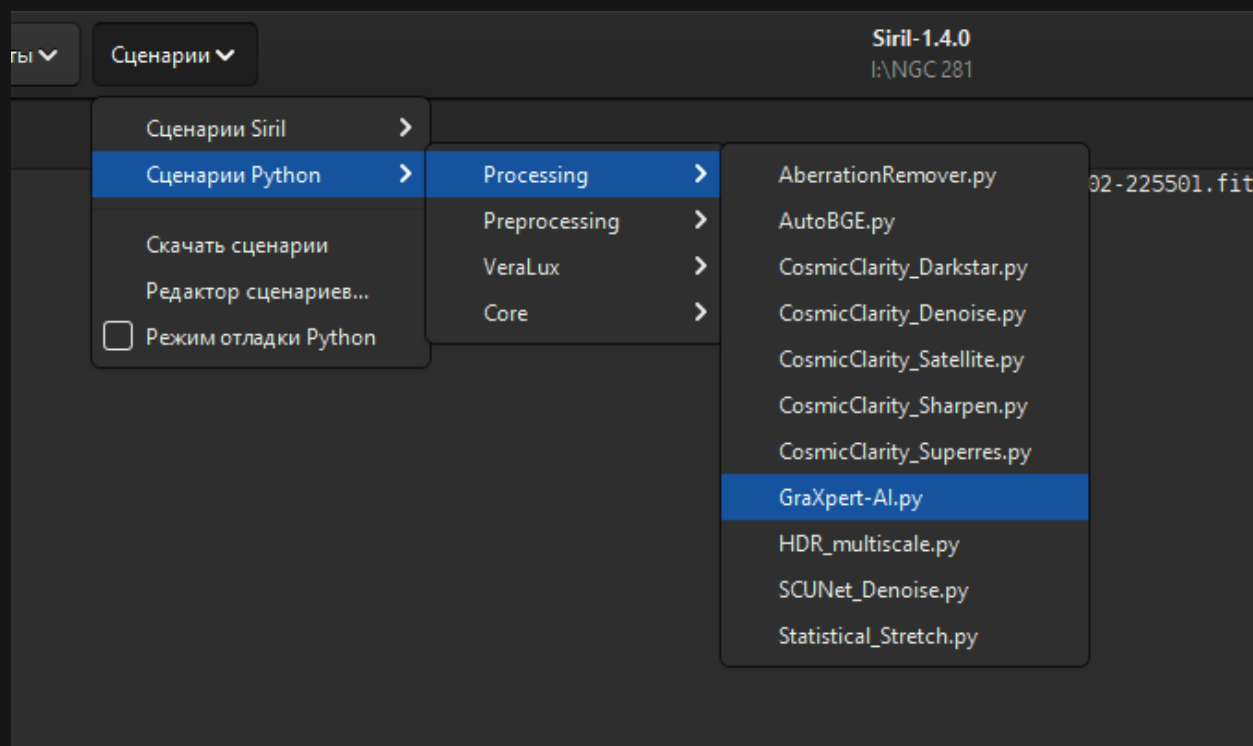 ты
Сценарии
Siril-1.4.0
I:\NGC 281
Сценарии Siril
Сценарии Python
Скачать сценарии
Редактор сценариев...
Режим отладки Python
Processing
Preprocessing
VeraLux
Core
AberrationRemover.py
AutoBGE.py
CosmicClarity_Darkstar.py
CosmicClarity_Denoise.py
CosmicClarity_Satellite.py
CosmicClarity_Sharpen.py
CosmicClarity_Superres.py
GraXpert-AI.py
HDR_multiscale.py
SCUNet_Denoise.py
Statistical_Stretch.py
02-225501.fit